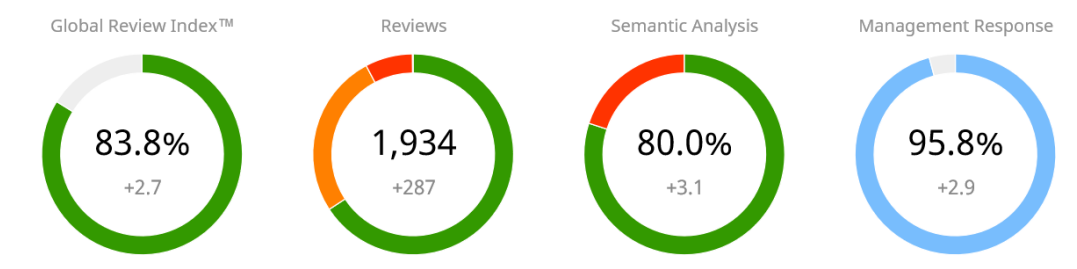 Global Review Index™
Reviews
Semantic Analysis
Management Response
83.8%
1,934
80.0%
95.8%
+2.7
+287
+3.1
+2.9